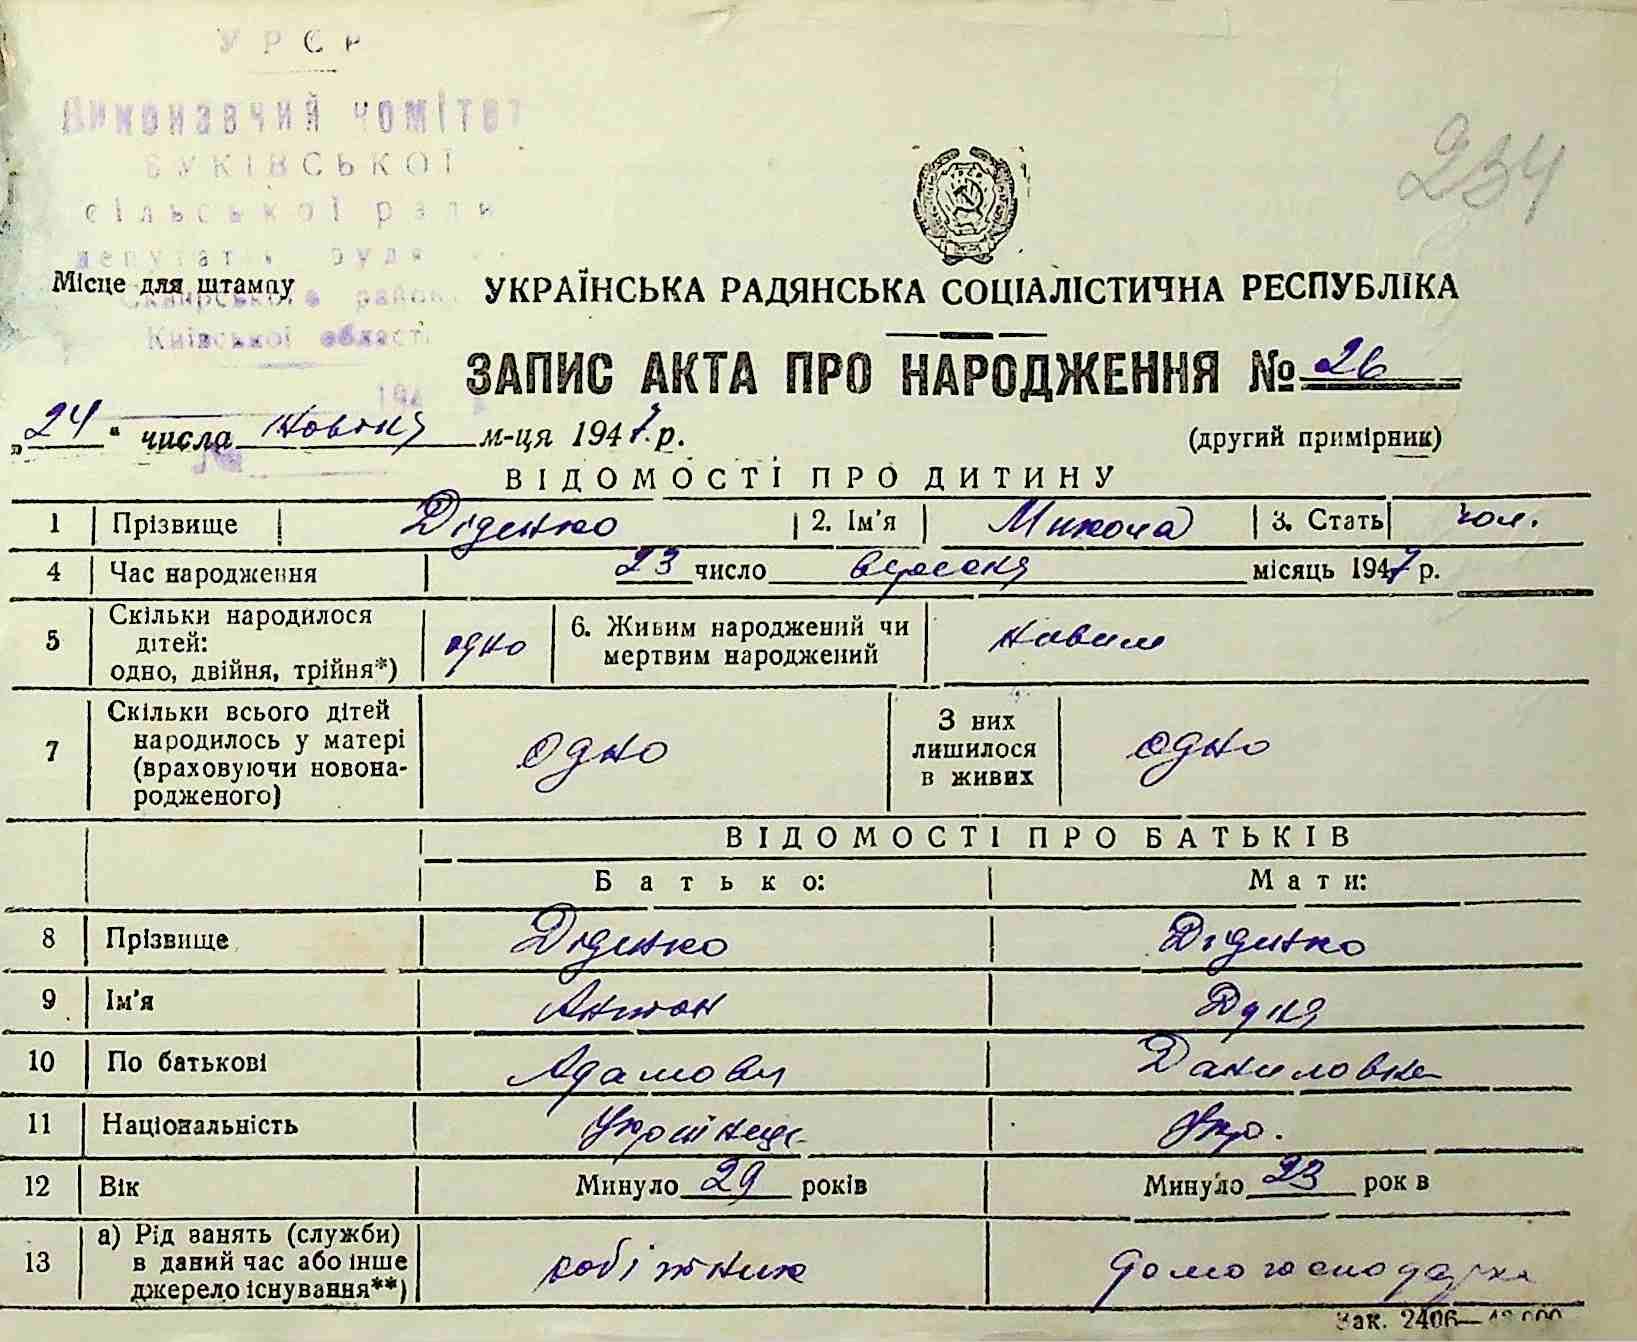 УРСР
Виконавчий комітет
БУКІВСЬКОЇ
сільської ради
депутатів
Місце для штампу
Сквирського району
Київської області
194
№
234
УКРАЇНСЬКА РАДЯНСЬКА СОЦІАЛІСТИЧНА РЕСПУБЛІКА
ЗАПИС АКТА ПРО НАРОДЖЕННЯ № 26
„24“ числа м-ця 1947 р.
(другий примірник)
ВІДОМОСТІ ПРО ДИТИНУ
1 Прізвище Діденко 2. Ім'я Микола 3. Стать чол.
4 Час народження 23 число вересня місяць 1947 р.
5 Скільки народилося дітей: одно, двійня, трійня*) одно 6. Живим народжений чи мертвим народжений живим
7 Скільки всього дітей народилось у матері (враховуючи новонародженого) одно З них лишилося в живих одно
ВІДОМОСТІ ПРО БАТЬКІВ
Батько: Мати:
8 Прізвище Діденко Діденко
9 Ім'я Антон Дуня
10 По батькові Адамович Даниловна
11 Національність Українець Укр.
12 Вік Минуло 29 років Минуло 23 рок в
13 а) Рід занять (служби) в даний час або інше джерело існування**) робітник домогосподарка
Зак. 2406—